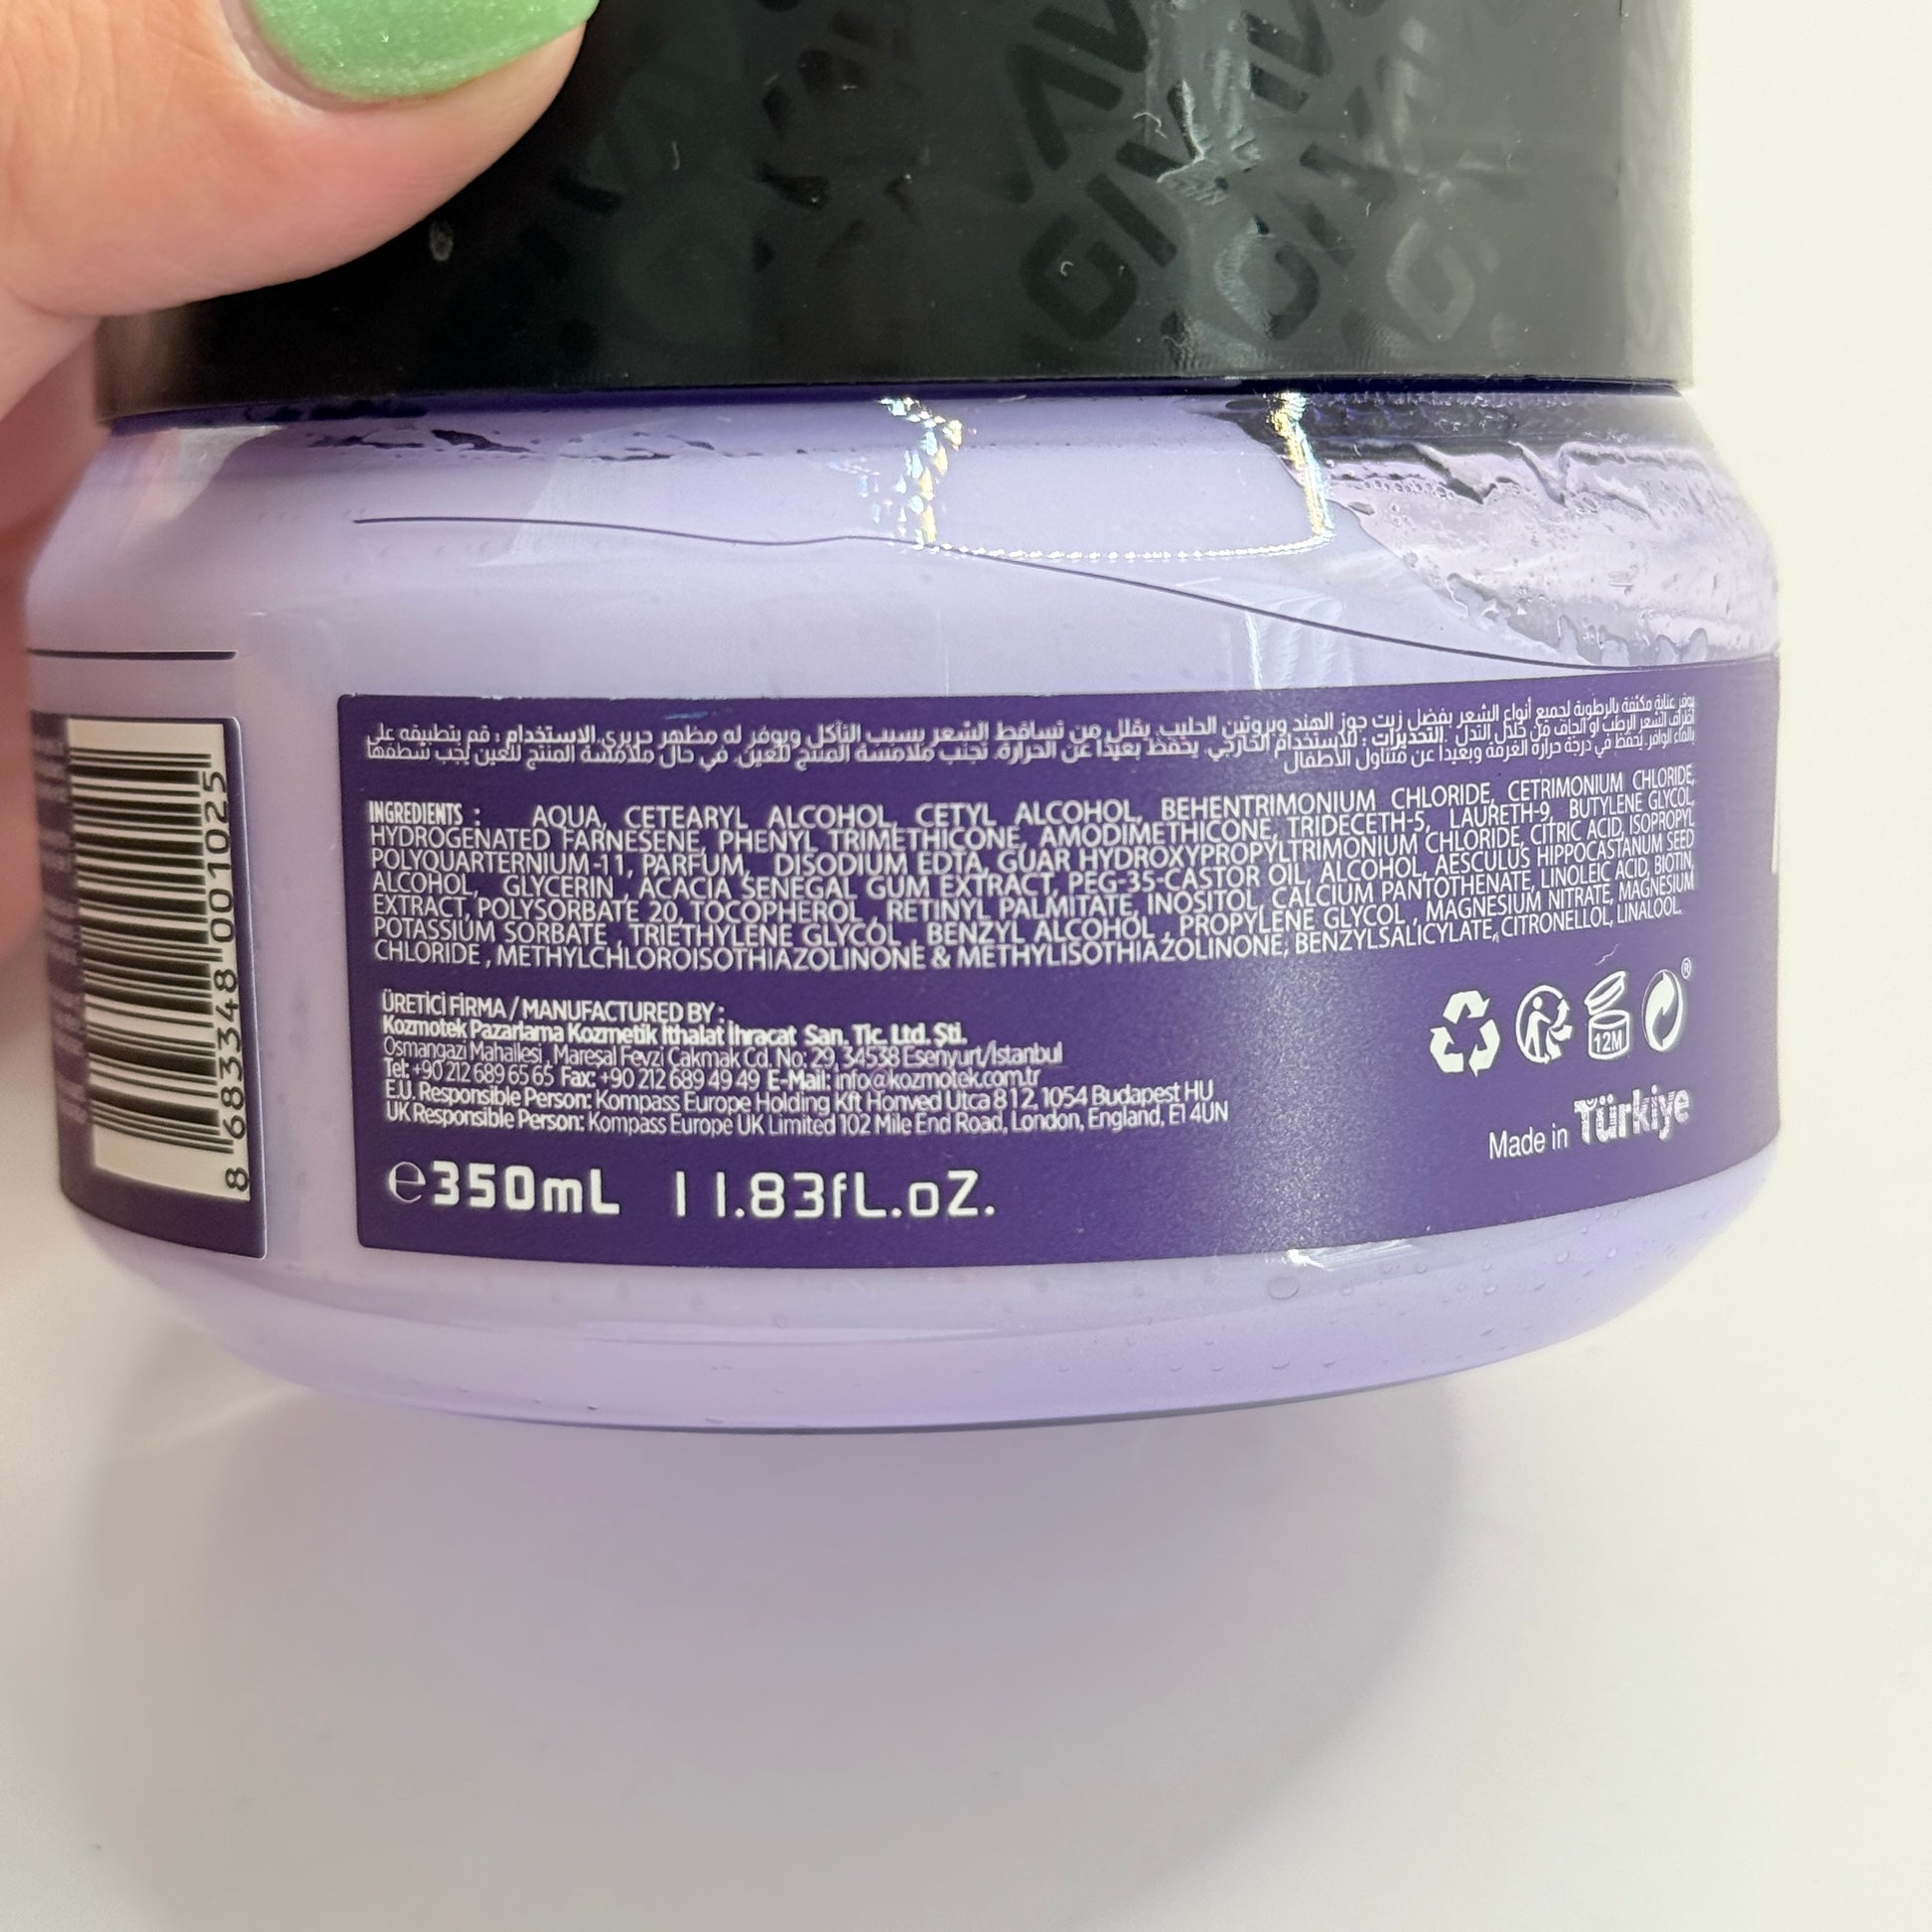 يوفر عناية مكثفة بالرطوبة لجميع أنواع الشعر بفضل زيت جوز الهند وبروتين الحليب. يقلل من تساقط الشعر بسبب التآكل ويوفر له مظهر حريري. الاستخدام : قم بتطبيقه على
أطراف الشعر الرطب أو الجاف من خلال التدل. التحذيرات : للاستخدام الخارجي. يحفظ بعيدا عن الحرارة. تجنب ملامسة المنتج للعين. في حال ملامسة المنتج للعين يجب شطفها
بالماء الوافر. يحفظ في درجة حرارة الغرفة وبعيدا عن متناول الأطفال
INGREDIENTS : AQUA, CETEARYL ALCOHOL, CETYL ALCOHOL, BEHENTRIMONIUM CHLORIDE, CETRIMONIUM CHLORIDE,
HYDROGENATED FARNESENE, PHENYL TRIMETHICONE, AMODIMETHICONE, TRIDECETH-5, LAURETH-9, BUTYLENE GLYCOL,
POLYQUARTERNIUM-11, PARFUM, DISODIUM EDTA, GUAR HYDROXYPROPYLTRIMONIUM CHLORIDE, CITRIC ACID, ISOPROPYL
ALCOHOL, GLYCERIN , ACACIA SENEGAL GUM EXTRACT, PEG-35-CASTOR OIL, ALCOHOL, AESCULUS HIPPOCASTANUM SEED
EXTRACT, POLYSORBATE 20, TOCOPHEROL , RETINYL PALMITATE, INOSITOL, CALCIUM PANTOTHENATE, LINOLEIC ACID, BIOTIN,
POTASSIUM SORBATE , TRIETHYLENE GLYCOL , BENZYL ALCOHOL , PROPYLENE GLYCOL , MAGNESIUM NITRATE, MAGNESIUM
CHLORIDE , METHYLCHLOROISOTHIAZOLINONE & METHYLISOTHIAZOLINONE, BENZYLSALICYLATE, CITRONELLOL, LINALOOL.
ÜRETİCİ FİRMA / MANUFACTURED BY :
Kozmotek Pazarlama Kozmetik İthalat İhracat San. Tic. Ltd. Şti.
Osmangazi Mahallesi , Mareşal Fevzi Çakmak Cd. No: 29, 34538 Esenyurt/İstanbul
Tel: +90 212 689 65 65 Fax: +90 212 689 49 49 E-Mail: info@kozmotek.com.tr
E.U. Responsible Person: Kompass Europe Holding Kft Honved Utca 8 1 2, 1054 Budapest HU
UK Responsible Person: Kompass Europe UK Limited 102 Mile End Road, London, England, E1 4UN
℮350mL 11.83fL.oZ.
12M
®
Made in Türkiye
8 683348 001025